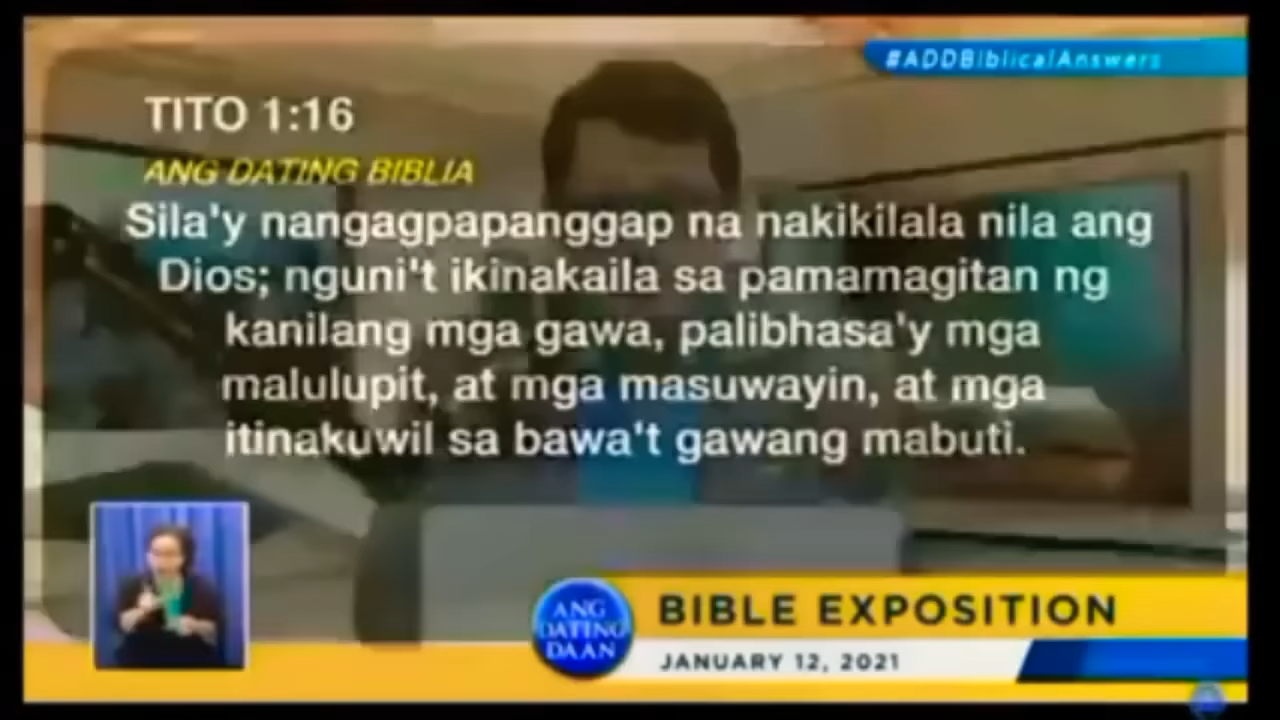 #ADDBiblicalAnswers
TITO 1:16
ANG DATING BIBLIA
Sila'y nangagpapanggap na nakikilala nila ang
Dios; nguni't ikinakaila sa pamamagitan ng
kanilang mga gawa, palibhasa'y mga
malulupit, at mga masuwayin, at mga
itinakuwil sa bawa't gawang mabuti.
ANG
DATING
DAAN
BIBLE EXPOSITION
JANUARY 12, 2021